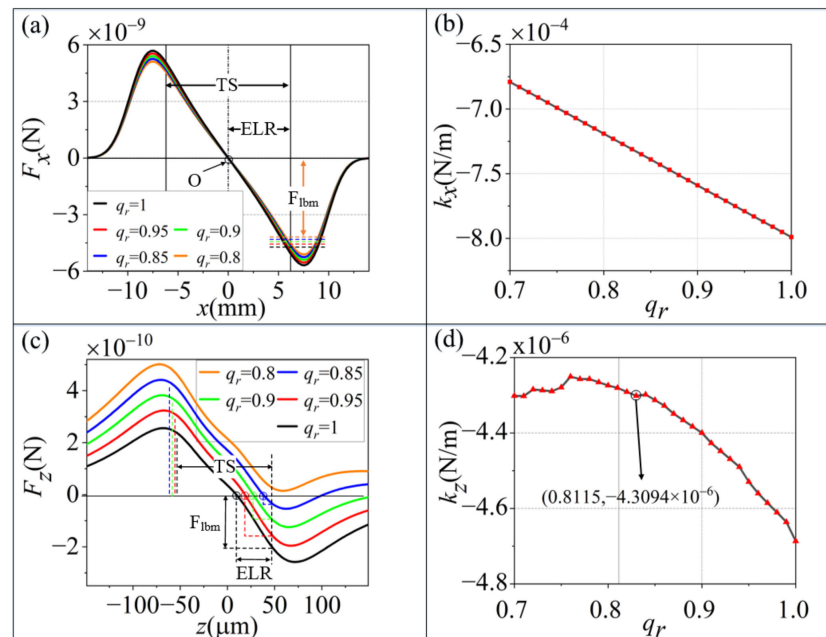 (a)
×10⁻⁹
6
3
0
−3
−6
F_x(N)
TS
ELR
O
F_lbm
q_r=1
q_r=0.95
q_r=0.9
q_r=0.85
q_r=0.8
−10
−5
0
5
10
x(mm)
(b)
×10⁻⁴
−6.5
−7.0
−7.5
−8.0
k_x(N/m)
0.7
0.8
0.9
1.0
q_r
(c)
×10⁻¹⁰
4
2
0
−2
F_z(N)
q_r=0.8
q_r=0.85
q_r=0.9
q_r=0.95
q_r=1
TS
F_lbm
ELR
−100
−50
0
50
100
z(μm)
(d)
×10⁻⁶
−4.2
−4.4
−4.6
−4.8
k_z(N/m)
(0.8115,−4.3094×10⁻⁶)
0.7
0.8
0.9
1.0
q_r